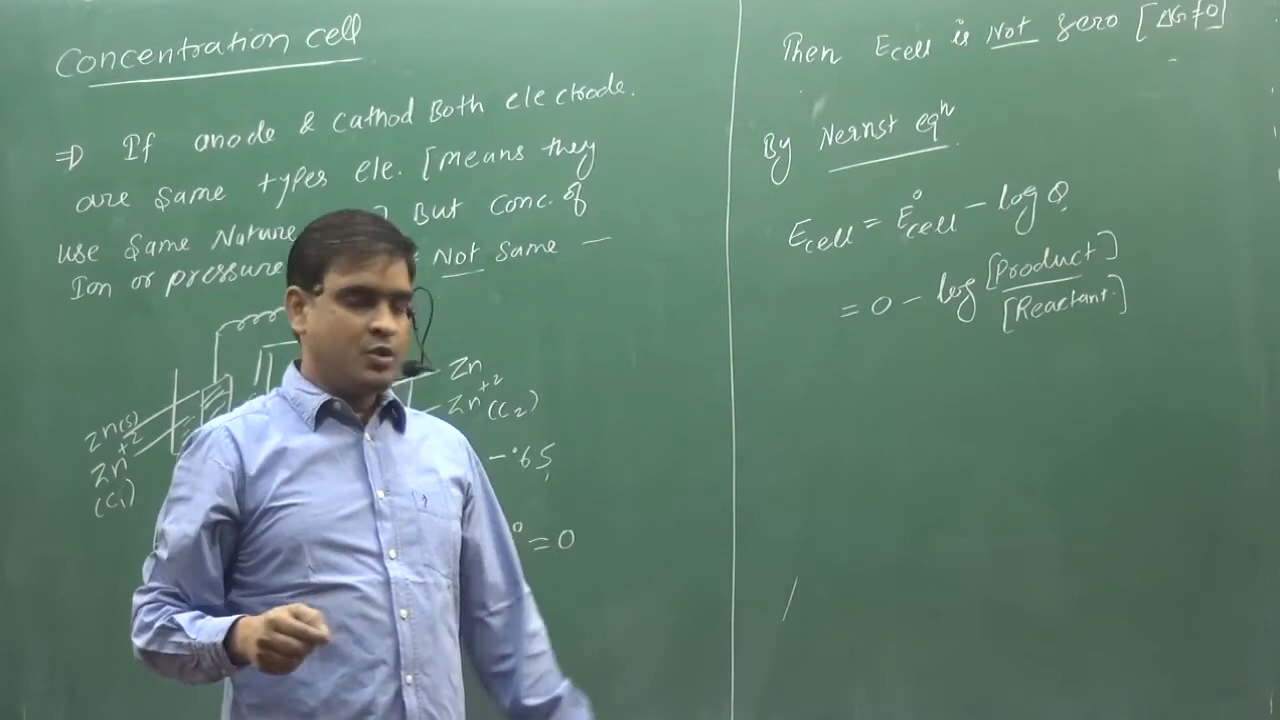 Concentration cell
⇒ If anode & cathod Both electrode.
are same types ele. [means they
use same Nature But conc. of
Ion or pressure Not same —
Zn(s)
Zn+2
(C1)
Zn
Zn+2 (C2)
-.65
° = 0
Then Ecell is Not zero [ΔG≠0]
By Nernst eqn.
Ecell = E°cell - log Q
= 0 - log [Product]
[Reactant.]